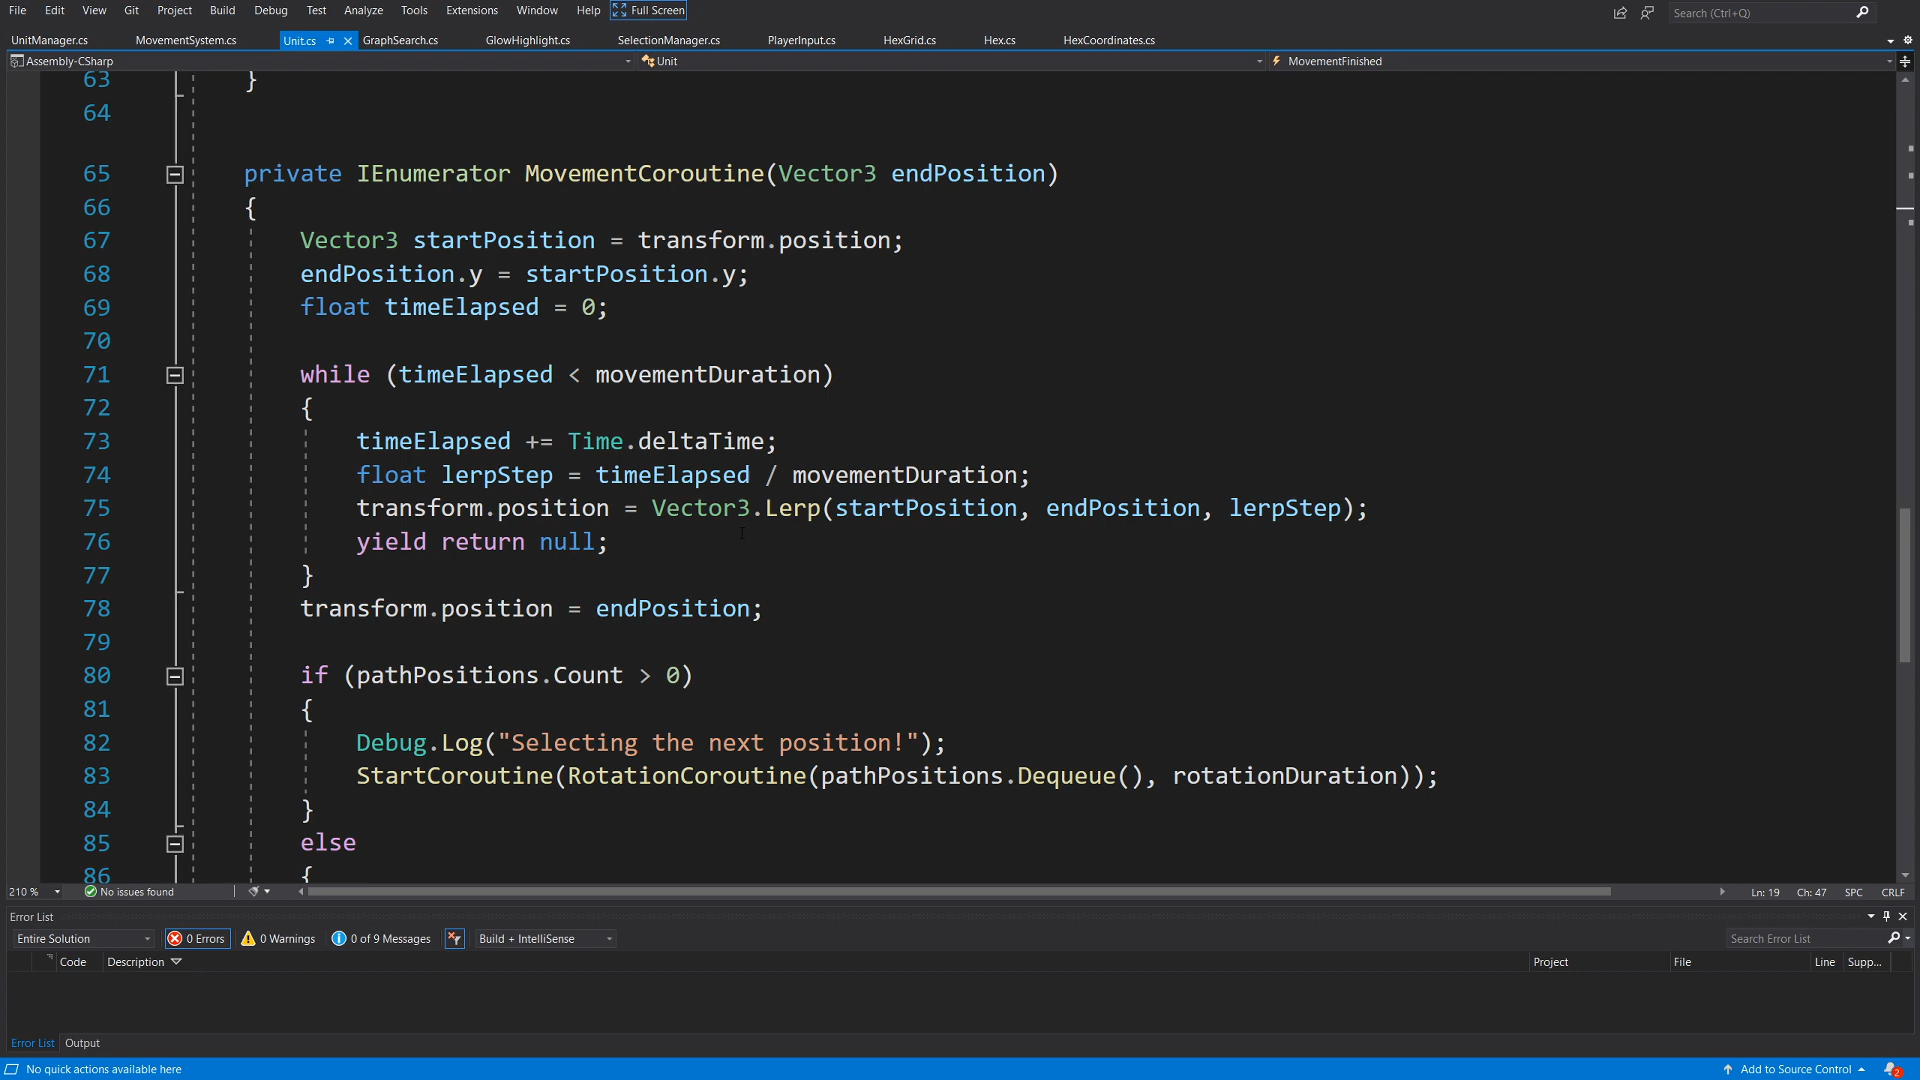 File Edit View Git Project Build Debug Test Analyze Tools Extensions Window Help Full Screen Search (Ctrl+Q)
UnitManager.cs MovementSystem.cs Unit.cs GraphSearch.cs GlowHighlight.cs SelectionManager.cs PlayerInput.cs HexGrid.cs Hex.cs HexCoordinates.cs
Assembly-CSharp Unit MovementFinished
63 }
64
65 private IEnumerator MovementCoroutine(Vector3 endPosition)
66 {
67 Vector3 startPosition = transform.position;
68 endPosition.y = startPosition.y;
69 float timeElapsed = 0;
70
71 while (timeElapsed < movementDuration)
72 {
73 timeElapsed += Time.deltaTime;
74 float lerpStep = timeElapsed / movementDuration;
75 transform.position = Vector3.Lerp(startPosition, endPosition, lerpStep);
76 yield return null;
77 }
78 transform.position = endPosition;
79
80 if (pathPositions.Count > 0)
81 {
82 Debug.Log("Selecting the next position!");
83 StartCoroutine(RotationCoroutine(pathPositions.Dequeue(), rotationDuration));
84 }
85 else
86 {
210 % No issues found Ln: 19 Ch: 47 SPC CRLF
Error List
Entire Solution 0 Errors 0 Warnings 0 of 9 Messages Build + IntelliSense Search Error List
Code Description Project File Line Supp...
Error List Output
No quick actions available here Add to Source Control 2